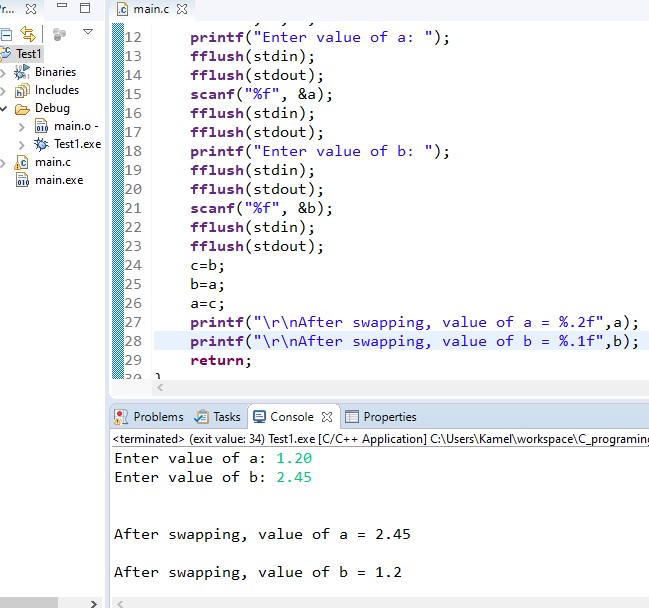 main.c
Test1
Binaries
Includes
Debug
main.o -
Test1.exe
main.c
main.exe
12 printf("Enter value of a: ");
13 fflush(stdin);
14 fflush(stdout);
15 scanf("%f", &a);
16 fflush(stdin);
17 fflush(stdout);
18 printf("Enter value of b: ");
19 fflush(stdin);
20 fflush(stdout);
21 scanf("%f", &b);
22 fflush(stdin);
23 fflush(stdout);
24 c=b;
25 b=a;
26 a=c;
27 printf("\r\nAfter swapping, value of a = %.2f",a);
28 printf("\r\nAfter swapping, value of b = %.1f",b);
29 return;
Problems Tasks Console Properties
<terminated> (exit value: 34) Test1.exe [C/C++ Application] C:\Users\Kamel\workspace\C_programing
Enter value of a: 1.20
Enter value of b: 2.45
After swapping, value of a = 2.45
After swapping, value of b = 1.2